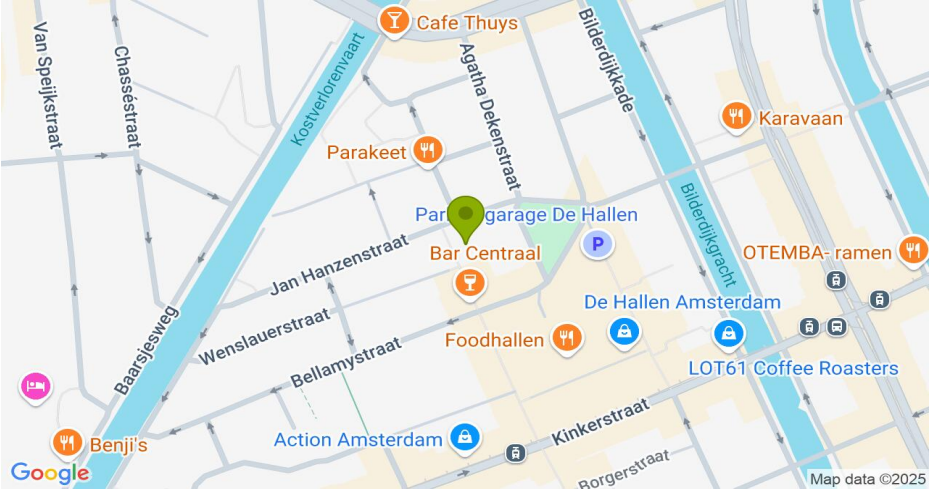 Cafe Thuys
Van Speijkstraat
Chasséstraat
Kostverlorenvaart
Agatha Dekenstraat
Bilderdijkkade
Karavaan
Parakeet
Bilderdijkgracht
garage De Hallen
P
Jan Hanzenstraat
Bar Centraal
OTEMBA- ramen
De Hallen Amsterdam
Baarsjesweg
Wenslauerstraat
Foodhallen
Bellamystraat
LOT61 Coffee Roasters
Kinkerstraat
Benji's
Action Amsterdam
Borgerstraat
Google
Map data ©2025